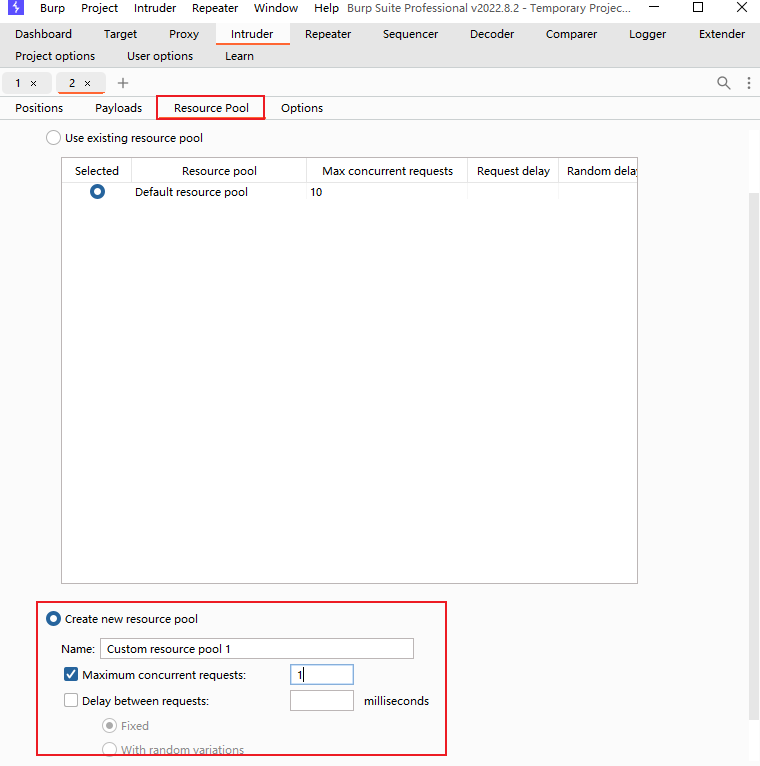 Burp Project Intruder Repeater Window Help Burp Suite Professional v2022.8.2 - Temporary Projec...
Dashboard Target Proxy Intruder Repeater Sequencer Decoder Comparer Logger Extender
Project options User options Learn
1 × 2 × +
Positions Payloads Resource Pool Options
Use existing resource pool
Selected Resource pool Max concurrent requests Request delay Random delay
Default resource pool 10
Create new resource pool
Name: Custom resource pool 1
Maximum concurrent requests: 1
Delay between requests: milliseconds
Fixed
With random variations